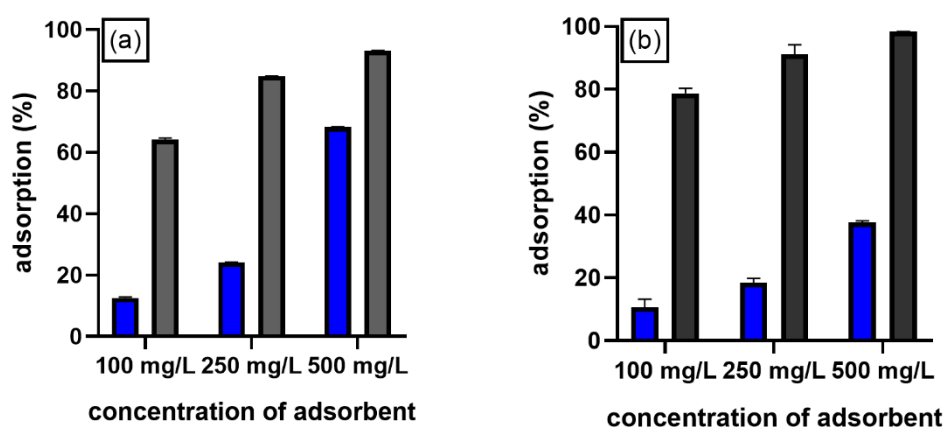 (a)
adsorption (%)
100
80
60
40
20
0
100 mg/L 250 mg/L 500 mg/L
concentration of adsorbent
(b)
adsorption (%)
100
80
60
40
20
0
100 mg/L 250 mg/L 500 mg/L
concentration of adsorbent